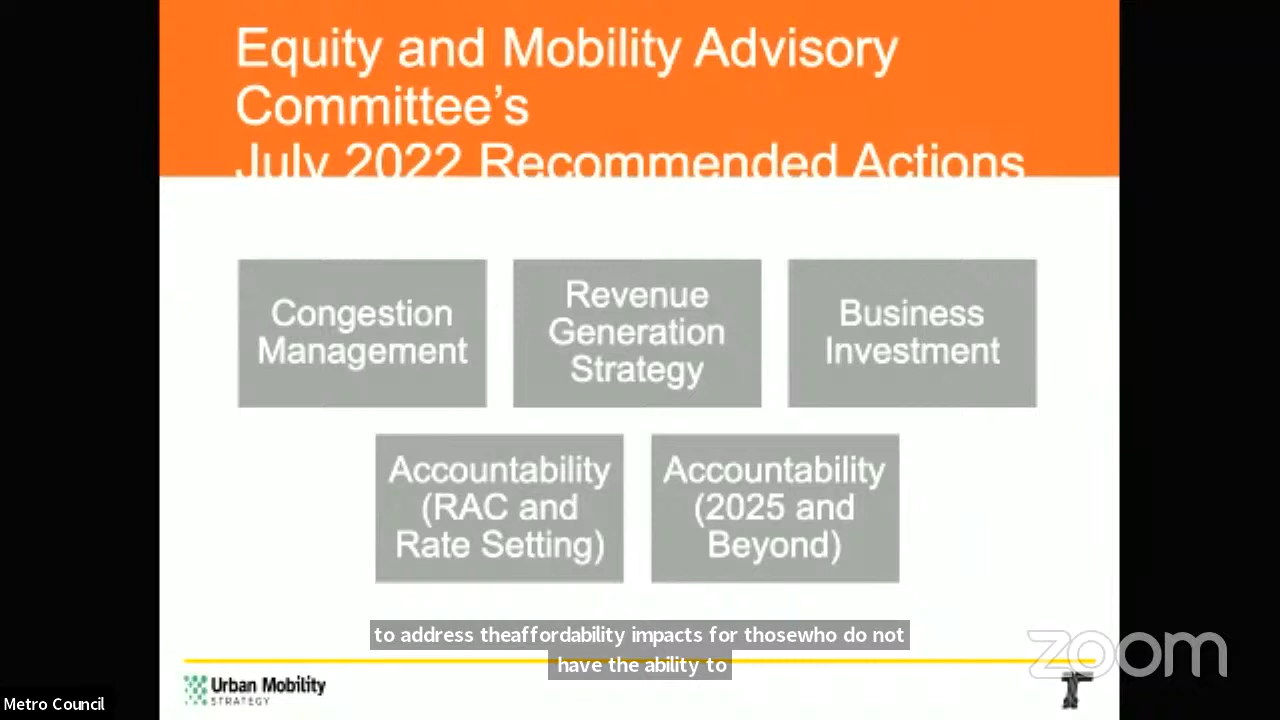 Equity and Mobility Advisory
Committee's
July 2022 Recommended Actions
Congestion
Management
Revenue
Generation
Strategy
Business
Investment
Accountability
(RAC and
Rate Setting)
Accountability
(2025 and
Beyond)
to address theaffordability impacts for thosewho do not
have the ability to
zoom
Urban Mobility
STRATEGY
Metro Council